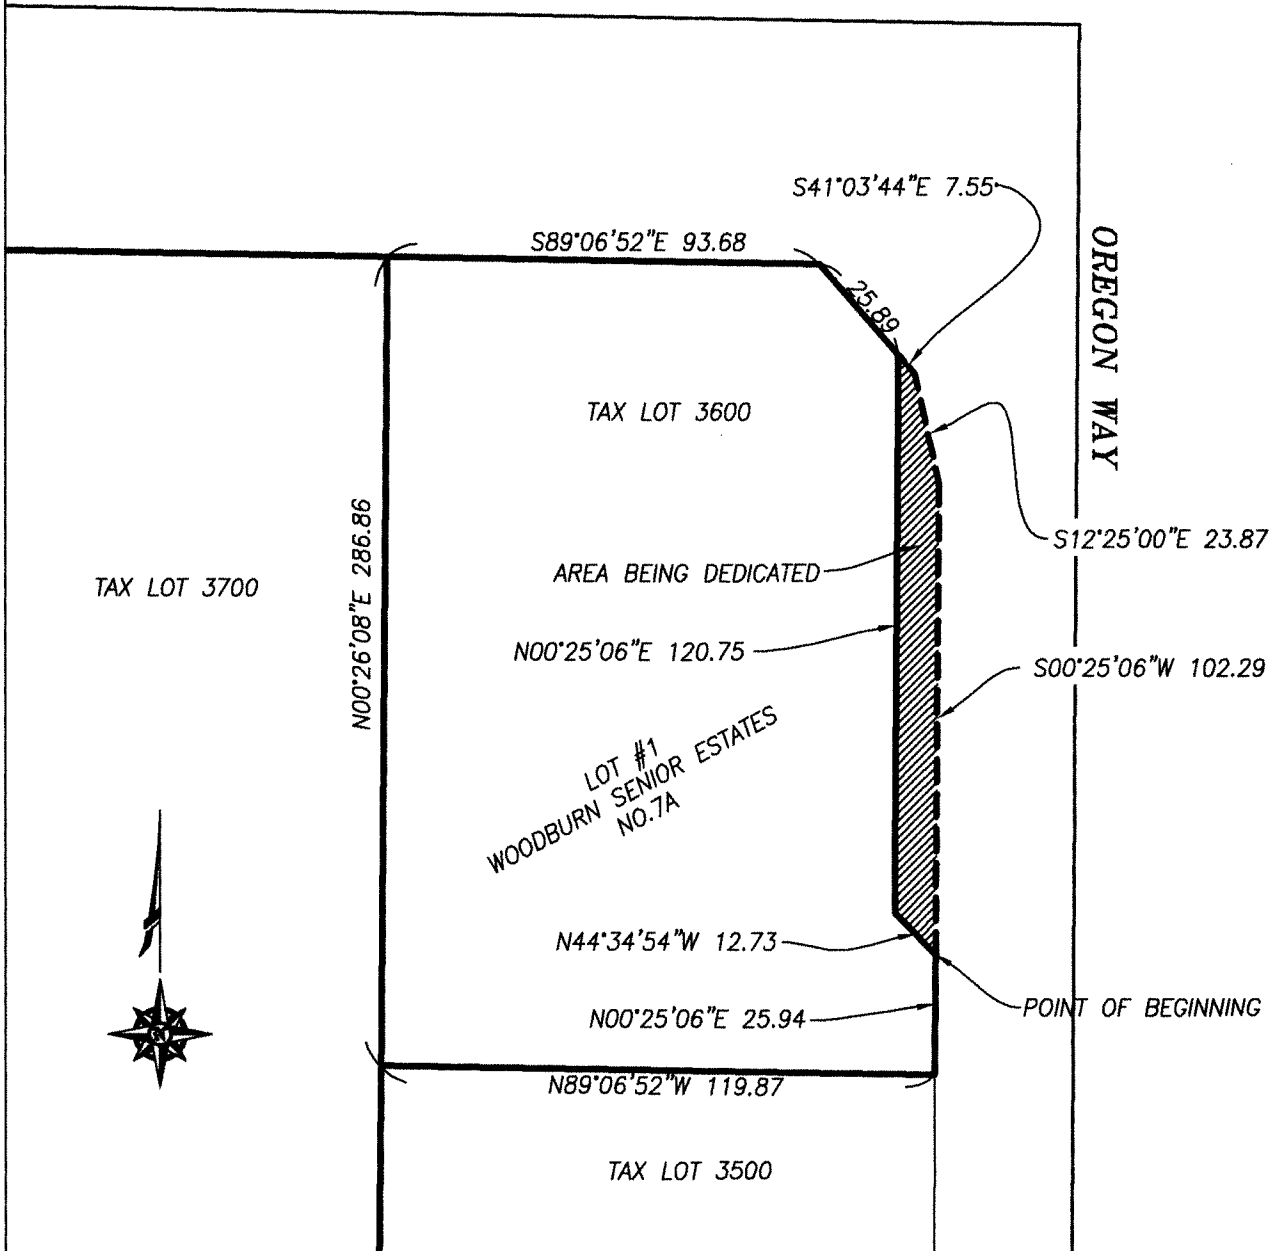 S41°03'44"E 7.55
S89°06'52"E 93.68
25.89
OREGON WAY
TAX LOT 3600
S12°25'00"E 23.87
AREA BEING DEDICATED
TAX LOT 3700
N00°26'08"E 286.86
N00°25'06"E 120.75
S00°25'06"W 102.29
LOT #1
WOODBURN SENIOR ESTATES
NO.7A
N44°34'54"W 12.73
POINT OF BEGINNING
N00°25'06"E 25.94
N
N89°06'52"W 119.87
TAX LOT 3500